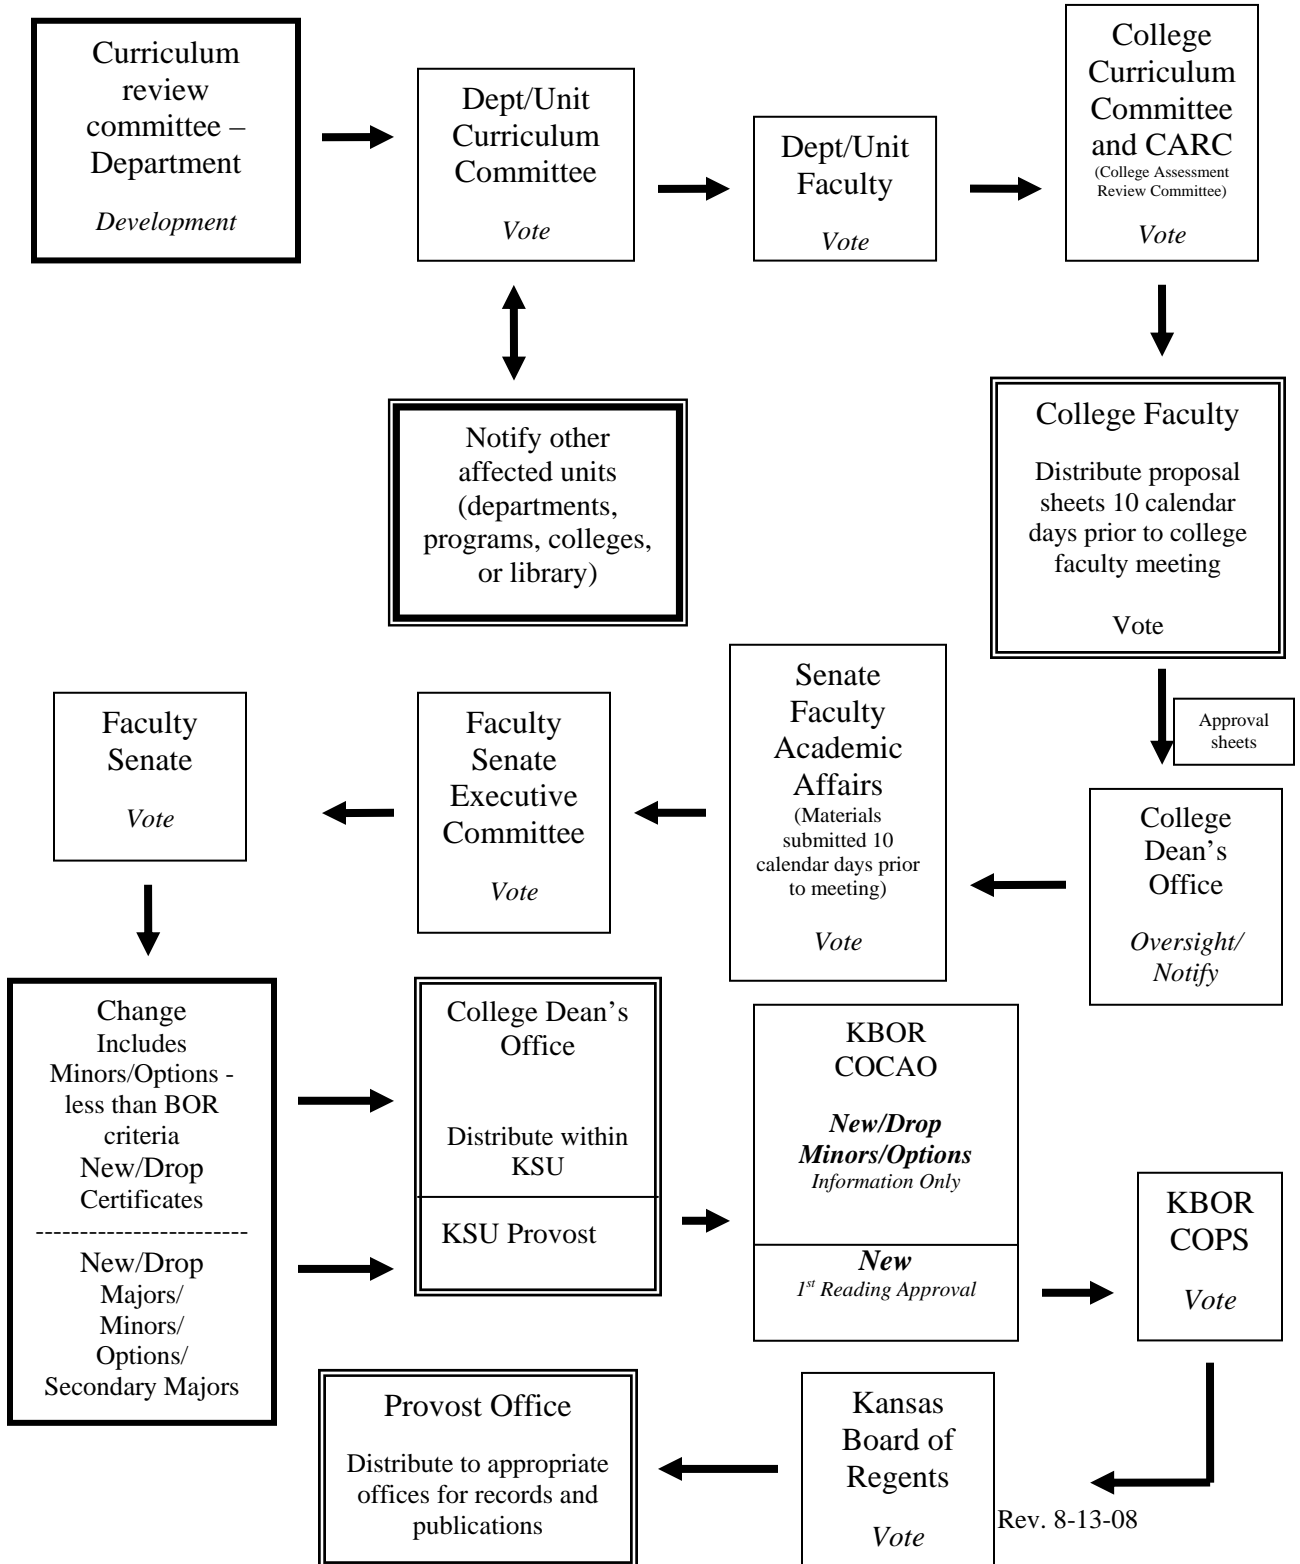 Curriculum
review
committee –
Department
Development
Dept/Unit
Curriculum
Committee
Vote
Dept/Unit
Faculty
Vote
College
Curriculum
Committee
and CARC
(College Assessment
Review Committee)
Vote
Notify other
affected units
(departments,
programs, colleges,
or library)
College Faculty
Distribute proposal
sheets 10 calendar
days prior to college
faculty meeting
Vote
Approval
sheets
College
Dean's
Office
Oversight/
Notify
Senate
Faculty
Academic
Affairs
(Materials
submitted 10
calendar days prior
to meeting)
Vote
Faculty
Senate
Executive
Committee
Vote
Faculty
Senate
Vote
Change
Includes
Minors/Options -
less than BOR
criteria
New/Drop
Certificates
-------------------------
New/Drop
Majors/
Minors/
Options/
Secondary Majors
College Dean's
Office
Distribute within
KSU
KSU Provost
KBOR
COCAO
New/Drop
Minors/Options
Information Only
New
1st Reading Approval
KBOR
COPS
Vote
Kansas
Board of
Regents
Vote
Provost Office
Distribute to appropriate
offices for records and
publications
Rev. 8-13-08